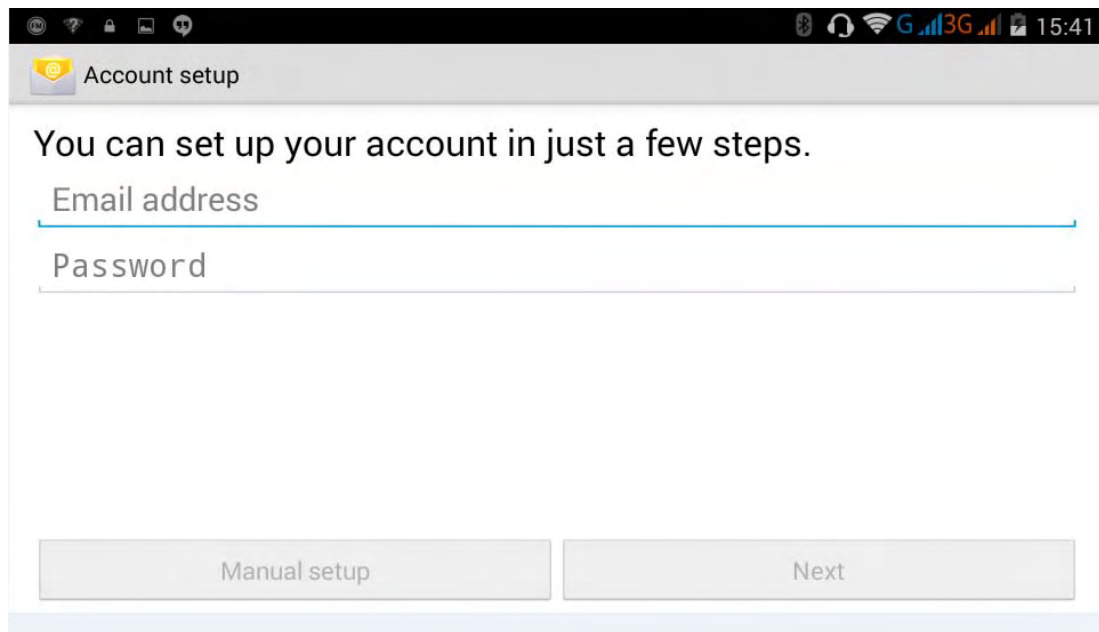 G 3G 15:41
Account setup
You can set up your account in just a few steps.
Email address
Password
Manual setup Next